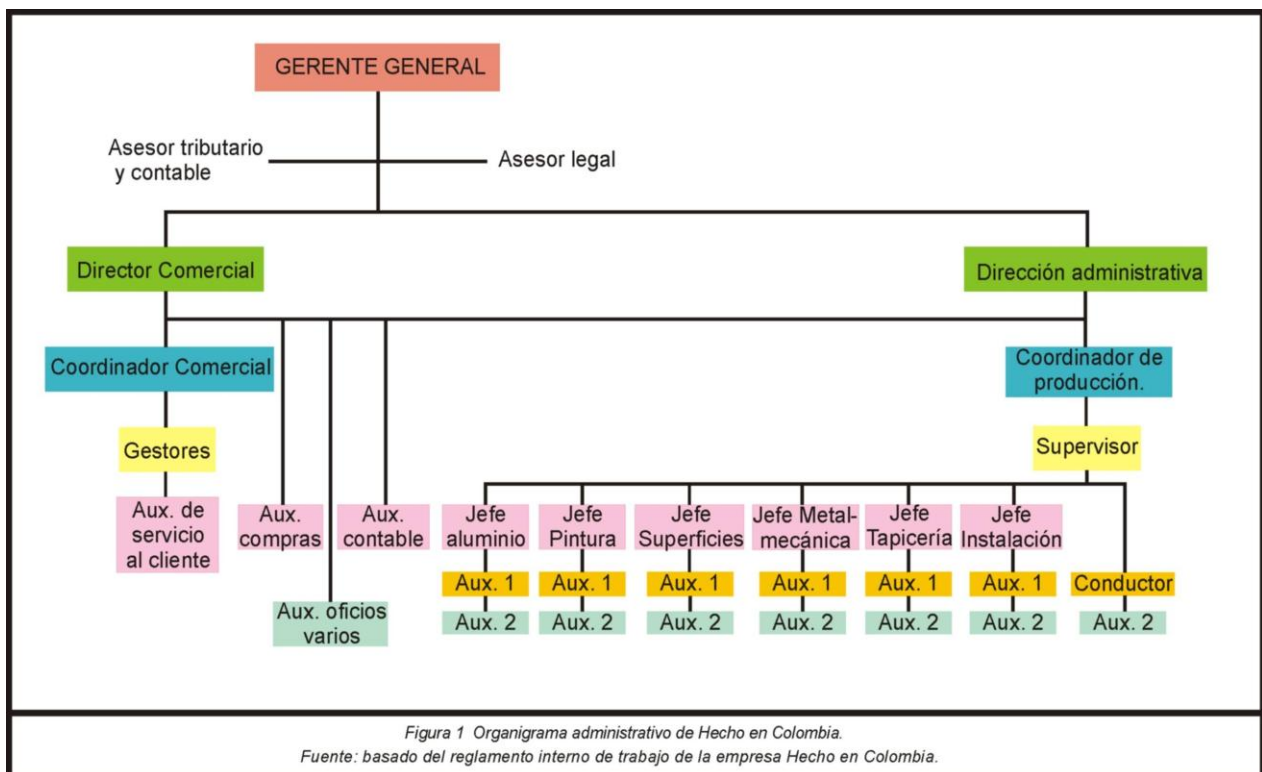 GERENTE GENERAL
Asesor tributario
y contable
Asesor legal
Director Comercial
Dirección administrativa
Coordinador Comercial
Coordinador de
producción.
Gestores
Supervisor
Aux. de
servicio
al cliente
Aux.
compras
Aux.
contable
Jefe
aluminio
Jefe
Pintura
Jefe
Superficies
Jefe Metal-
mecánica
Jefe
Tapicería
Jefe
Instalación
Aux. 1
Aux. 1
Aux. 1
Aux. 1
Aux. 1
Aux. 1
Conductor
Aux. oficios
varios
Aux. 2
Aux. 2
Aux. 2
Aux. 2
Aux. 2
Aux. 2
Aux. 2
Figura 1 Organigrama administrativo de Hecho en Colombia.
Fuente: basado del reglamento interno de trabajo de la empresa Hecho en Colombia.